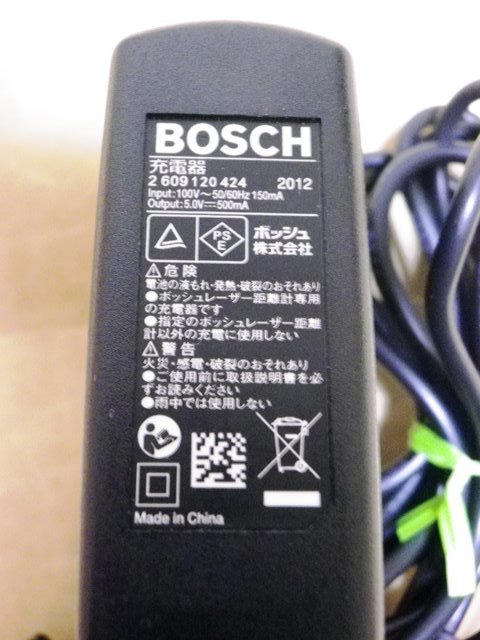 BOSCH
充電器
2 609 120 424 2012
Input:100V～50/60Hz 150mA
Output:5.0V⎓500mA
PS
E
ボッシュ
株式会社
⚠危険
電池の液もれ・発熱・破裂のおそれあり
●ボッシュレーザー距離計専用
の充電器です
●指定のボッシュレーザー距離
計以外の充電に使用しない
⚠警告
火災・感電・破裂のおそれあり
●ご使用前に取扱説明書を必
ずお読みください
●雨中では使用しない
Made in China